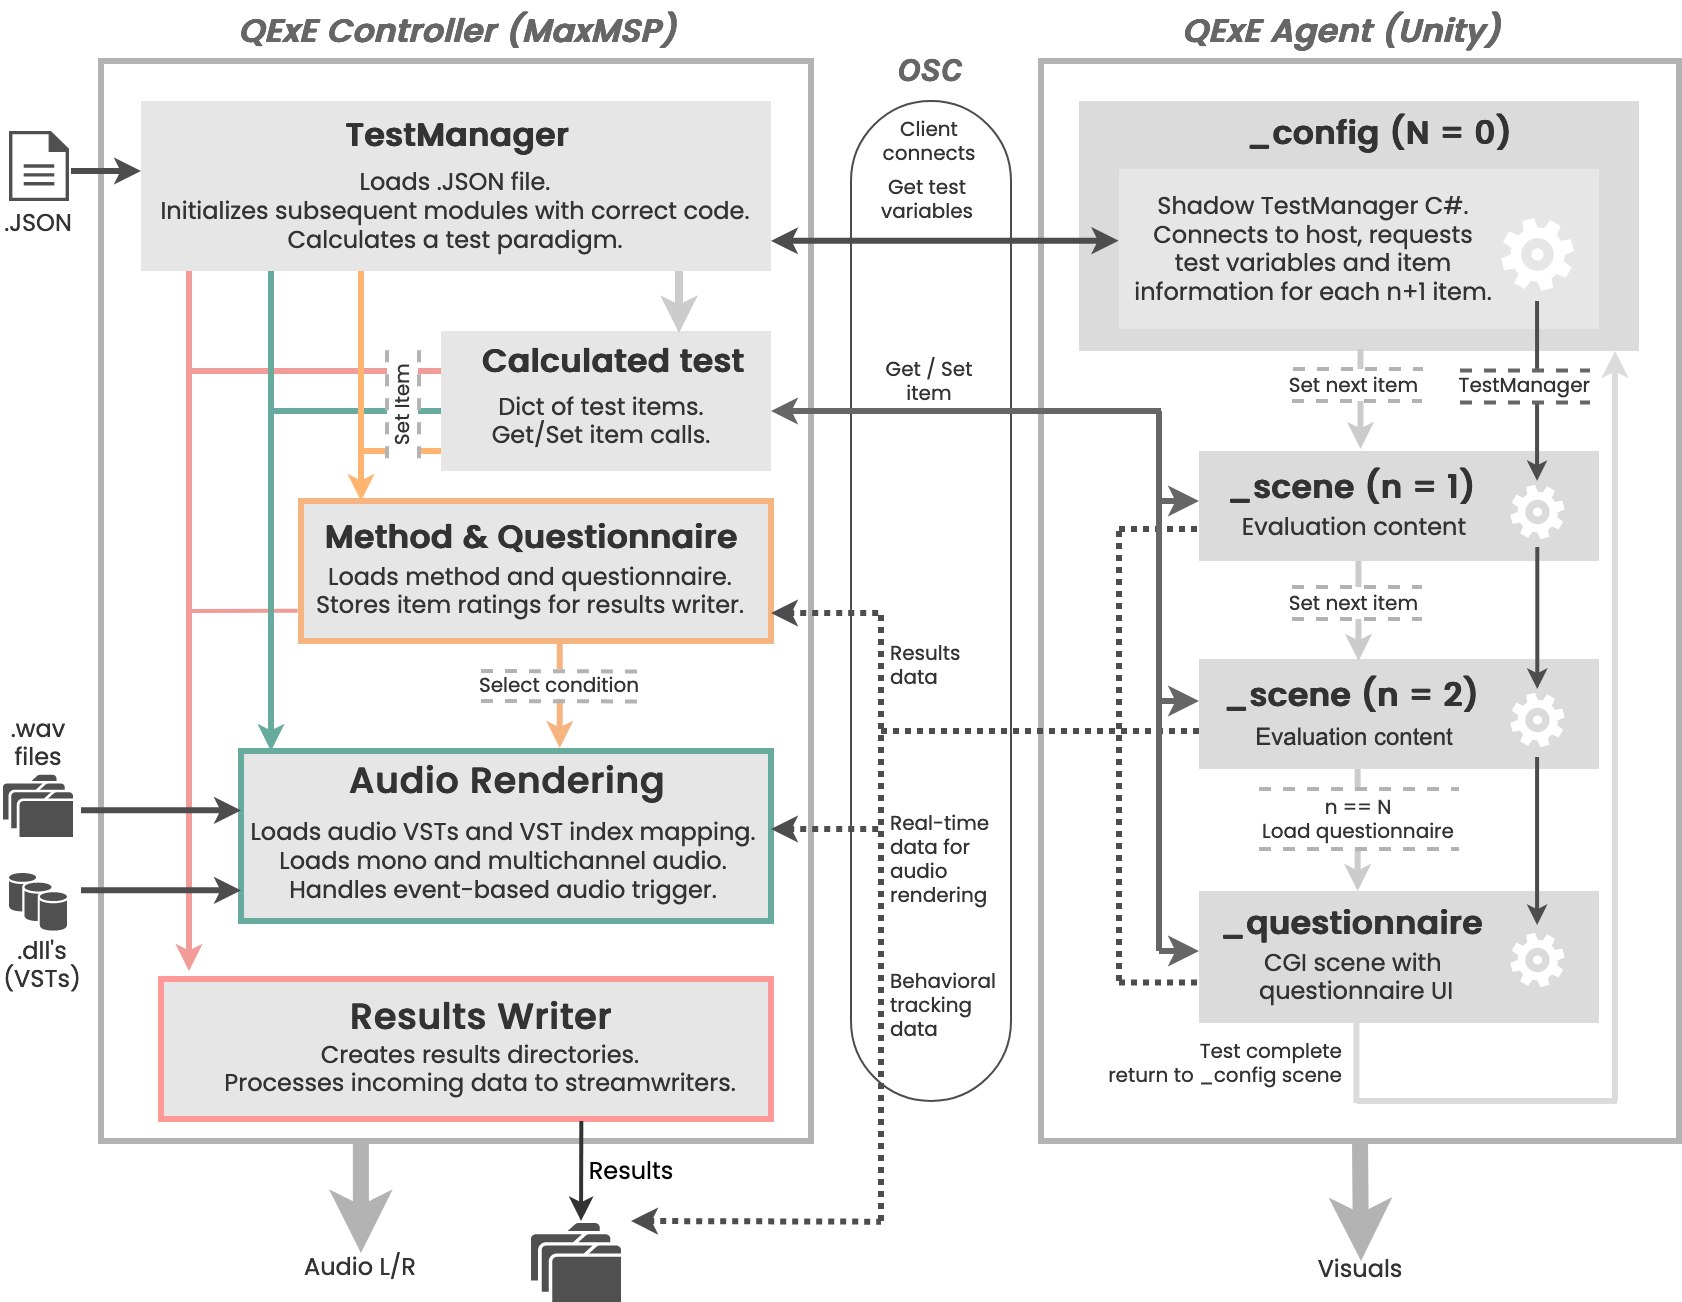 QExE Controller (MaxMSP)
QExE Agent (Unity)
OSC
.JSON
TestManager
Loads .JSON file.
Initializes subsequent modules with correct code.
Calculates a test paradigm.
Client
connects
Get test
variables
_config (N = 0)
Shadow TestManager C#.
Connects to host, requests
test variables and item
information for each n+1 item.
Set Item
Calculated test
Dict of test items.
Get/Set item calls.
Get / Set
item
Set next item
TestManager
_scene (n = 1)
Evaluation content
Method & Questionnaire
Loads method and questionnaire.
Stores item ratings for results writer.
Set next item
Results
data
Select condition
_scene (n = 2)
Evaluation content
.wav
files
Audio Rendering
Loads audio VSTs and VST index mapping.
Loads mono and multichannel audio.
Handles event-based audio trigger.
.dll's
(VSTs)
Real-time
data for
audio
rendering
n == N
Load questionnaire
_questionnaire
CGI scene with
questionnaire UI
Behavioral
tracking
data
Results Writer
Creates results directories.
Processes incoming data to streamwriters.
Test complete
return to _config scene
Results
Audio L/R
Visuals